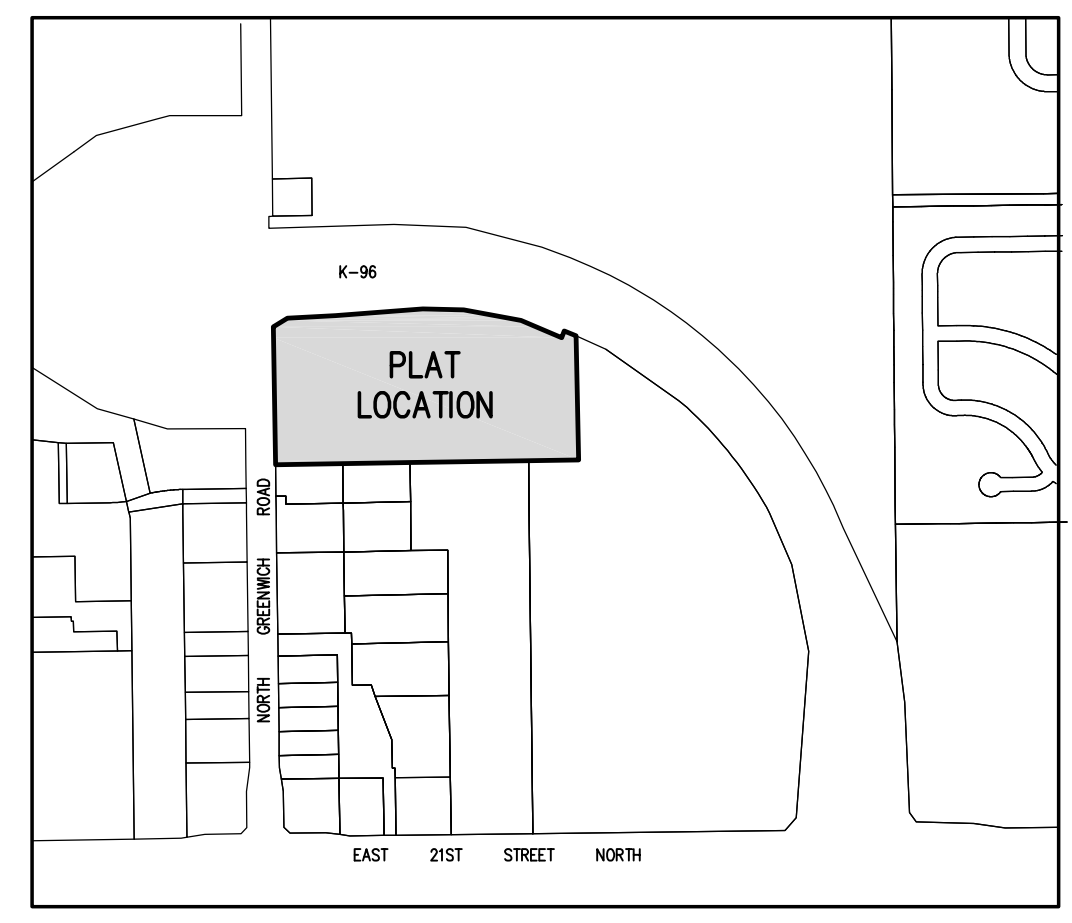 K-96
PLAT
LOCATION
NORTH GREENWICH ROAD
EAST 21ST STREET NORTH